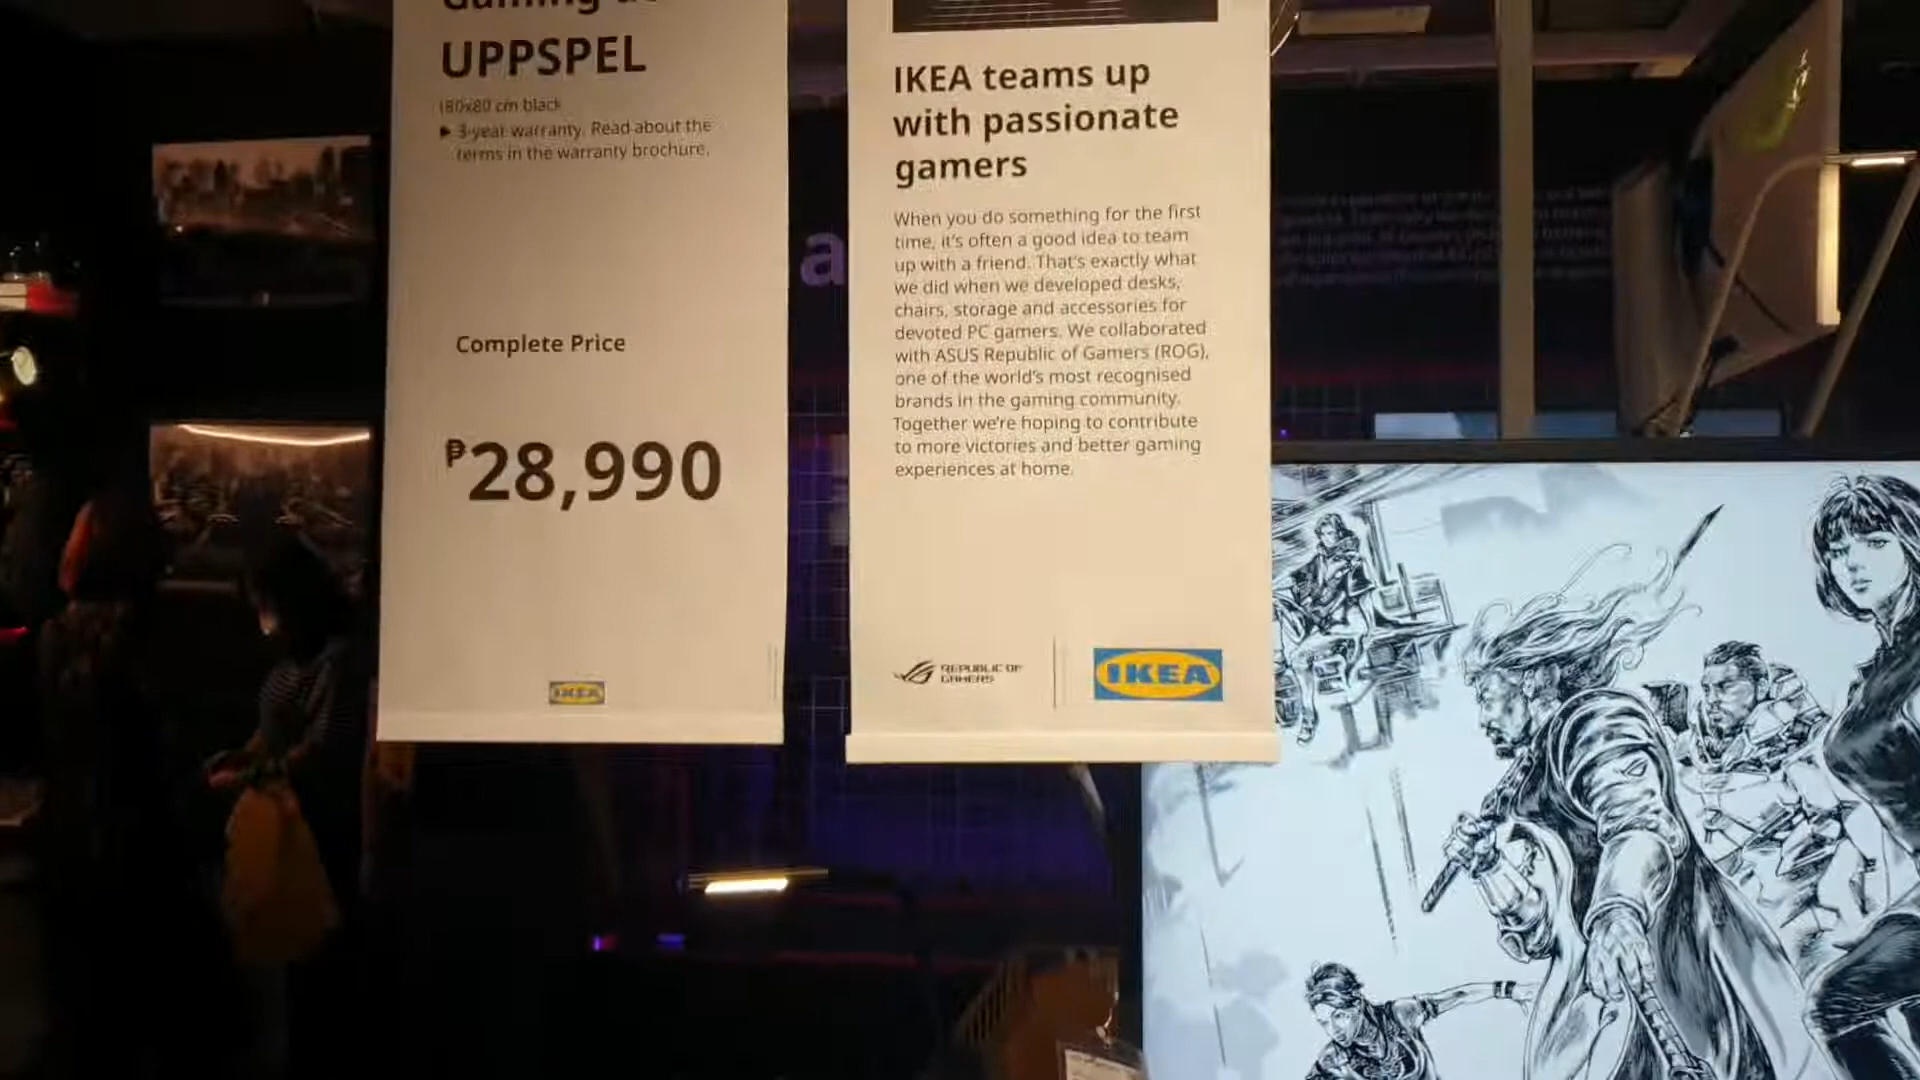 Gaming
UPPSPEL
180x80 cm black
▶ 3-year warranty. Read about the
terms in the warranty brochure.
Complete Price
₱28,990
IKEA
IKEA teams up
with passionate
gamers
When you do something for the first
time, it's often a good idea to team
up with a friend. That's exactly what
we did when we developed desks,
chairs, storage and accessories for
devoted PC gamers. We collaborated
with ASUS Republic of Gamers (ROG),
one of the world's most recognised
brands in the gaming community.
Together we're hoping to contribute
to more victories and better gaming
experiences at home.
REPUBLIC OF
GAMERS
IKEA
a